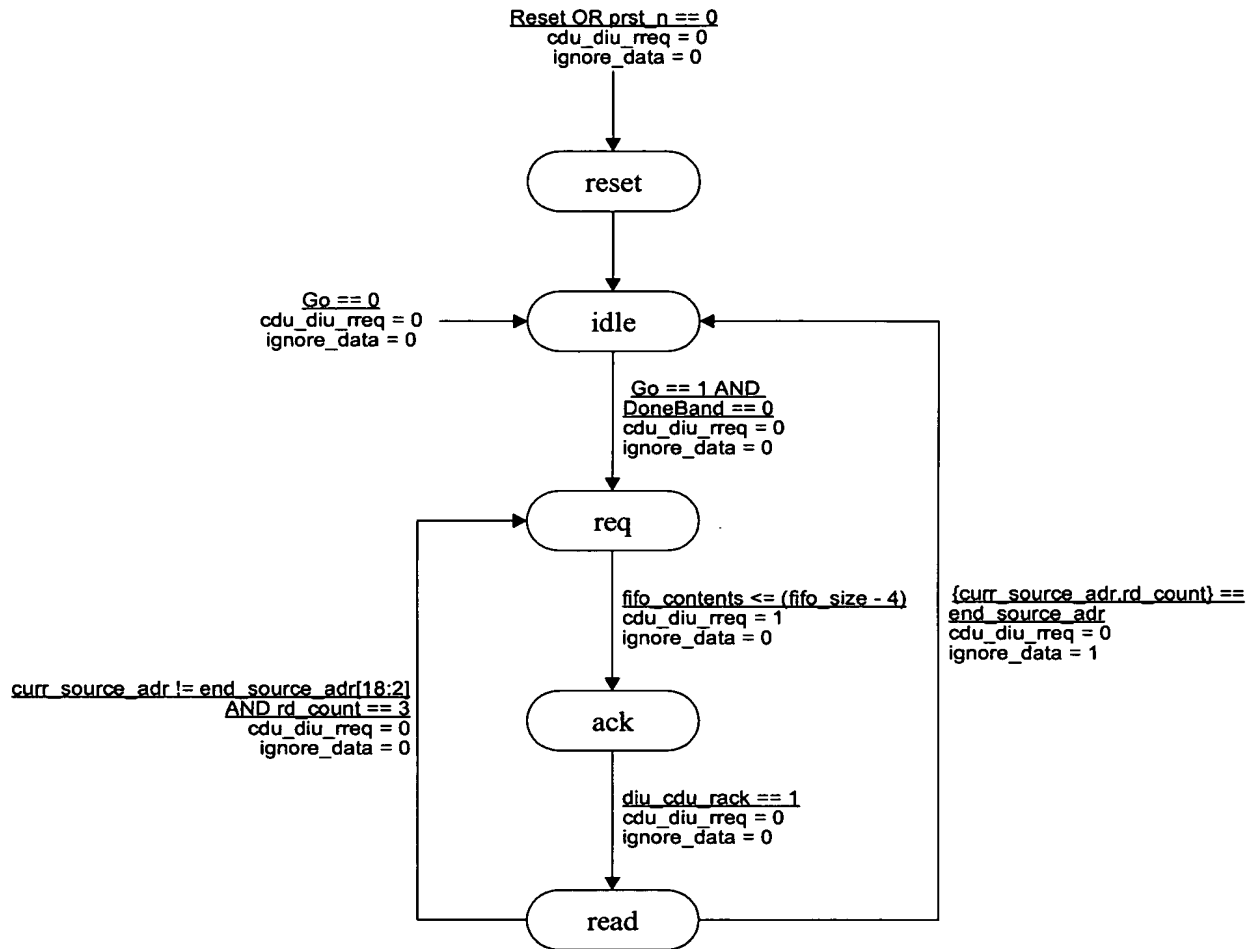 Reset OR prst_n == 0
cdu_diu_rreq = 0
ignore_data = 0
reset
Go == 0
cdu_diu_rreq = 0
ignore_data = 0
idle
Go == 1 AND
DoneBand == 0
cdu_diu_rreq = 0
ignore_data = 0
req
fifo_contents <= (fifo_size - 4)
cdu_diu_rreq = 1
ignore_data = 0
{curr_source_adr.rd_count} ==
end_source_adr
cdu_diu_rreq = 0
ignore_data = 1
curr_source_adr != end_source_adr[18:2]
AND rd_count == 3
cdu_diu_rreq = 0
ignore_data = 0
ack
diu_cdu_rack == 1
cdu_diu_rreq = 0
ignore_data = 0
read